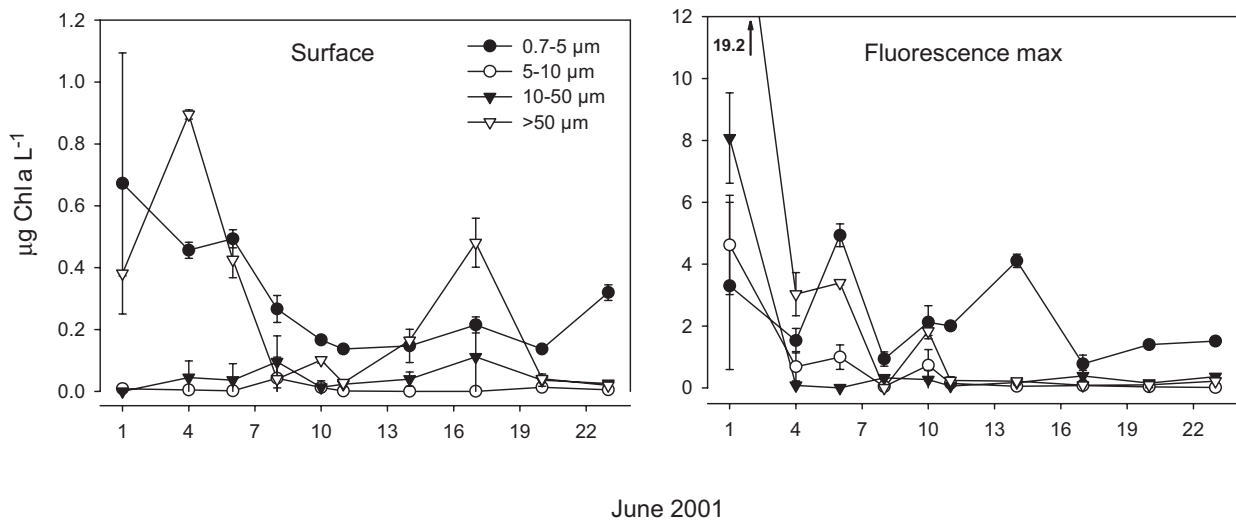 Surface
0.7-5 µm
5-10 µm
10-50 µm
>50 µm
µg Chl a L-1
1.2
1.0
0.8
0.6
0.4
0.2
0.0
1 4 7 10 13 16 19 22
Fluorescence max
19.2
12
10
8
6
4
2
0
1 4 7 10 13 16 19 22
June 2001